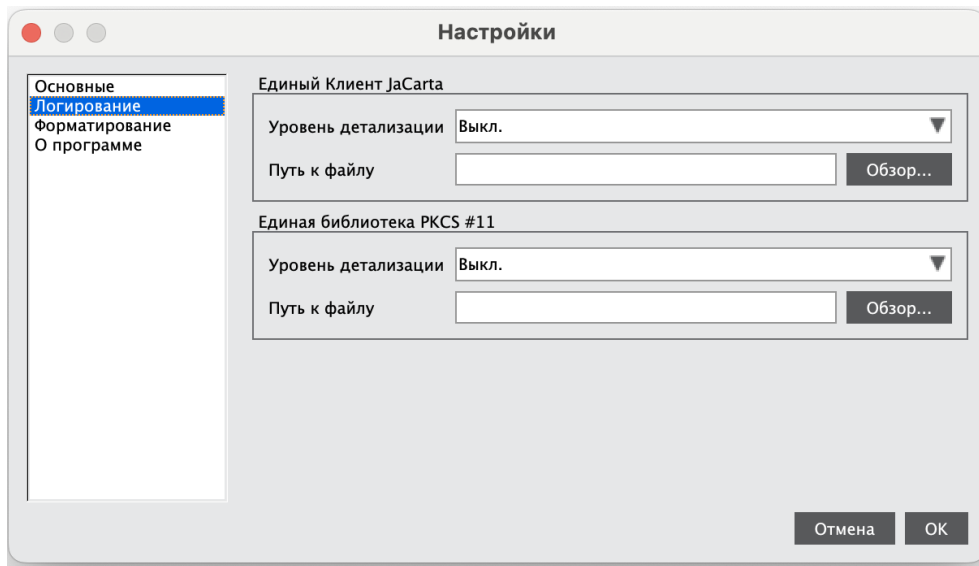 Настройки
Основные
Логирование
Форматирование
О программе
Единый Клиент JaCarta
Уровень детализации Выкл.
Путь к файлу Обзор...
Единая библиотека PKCS #11
Уровень детализации Выкл.
Путь к файлу Обзор...
Отмена OK